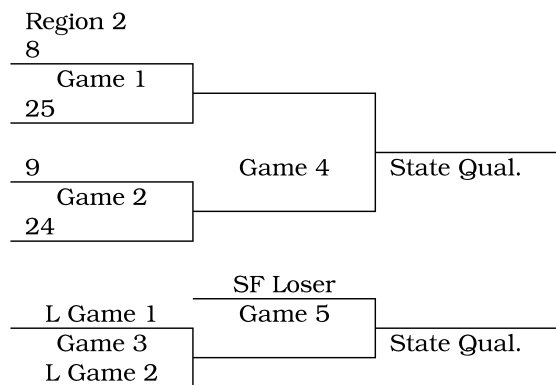 Region 2
8
Game 1
25
9
Game 4
State Qual.
Game 2
24
SF Loser
L Game 1
Game 5
Game 3
State Qual.
L Game 2